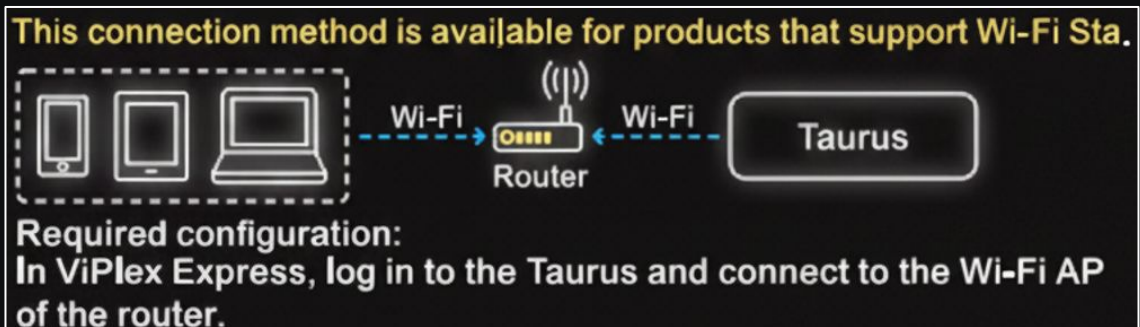 This connection method is available for products that support Wi-Fi Sta.
Wi-Fi
Wi-Fi
Taurus
Router
Required configuration:
In ViPlex Express, log in to the Taurus and connect to the Wi-Fi AP
of the router.